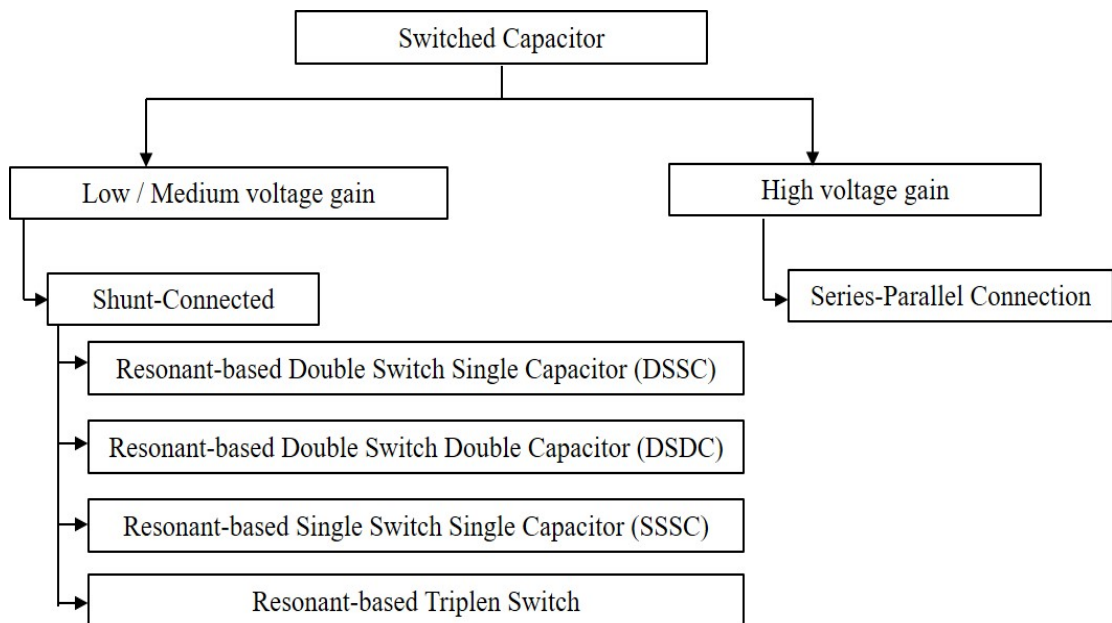 Switched Capacitor
Low / Medium voltage gain
High voltage gain
Shunt-Connected
Series-Parallel Connection
Resonant-based Double Switch Single Capacitor (DSSC)
Resonant-based Double Switch Double Capacitor (DSDC)
Resonant-based Single Switch Single Capacitor (SSSC)
Resonant-based Triplen Switch